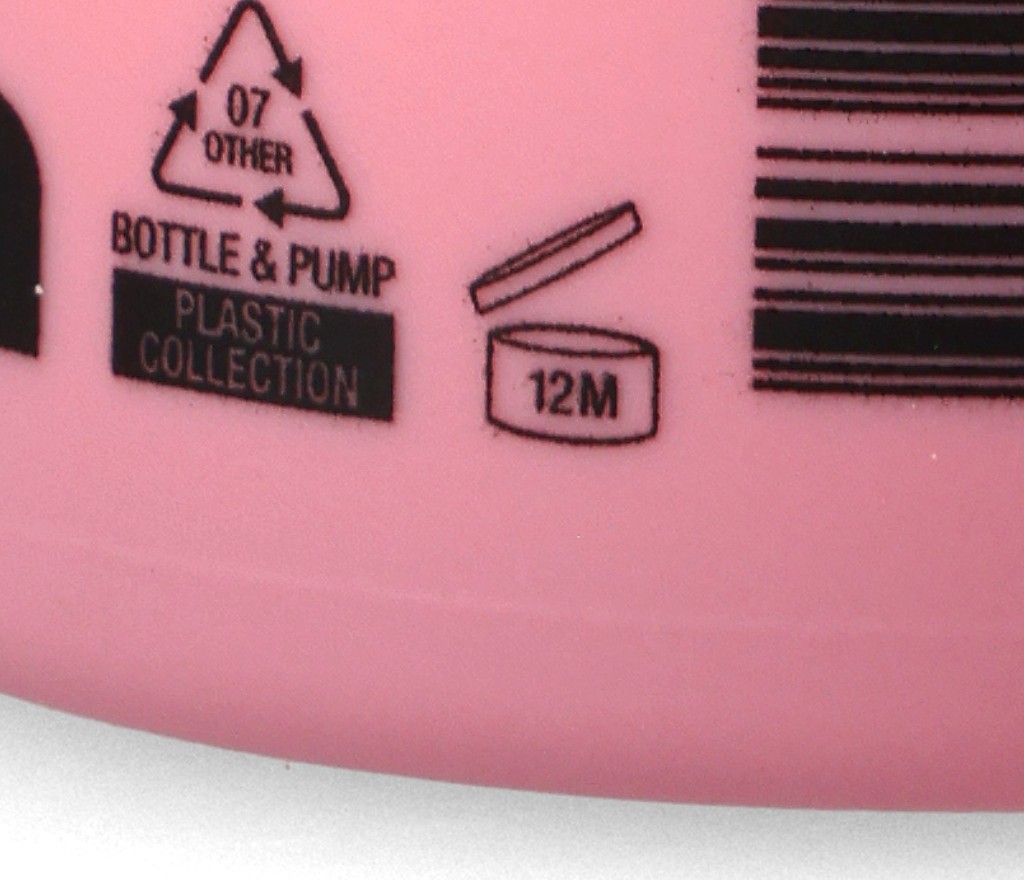 07
OTHER
BOTTLE & PUMP
PLASTIC
COLLECTION
12M